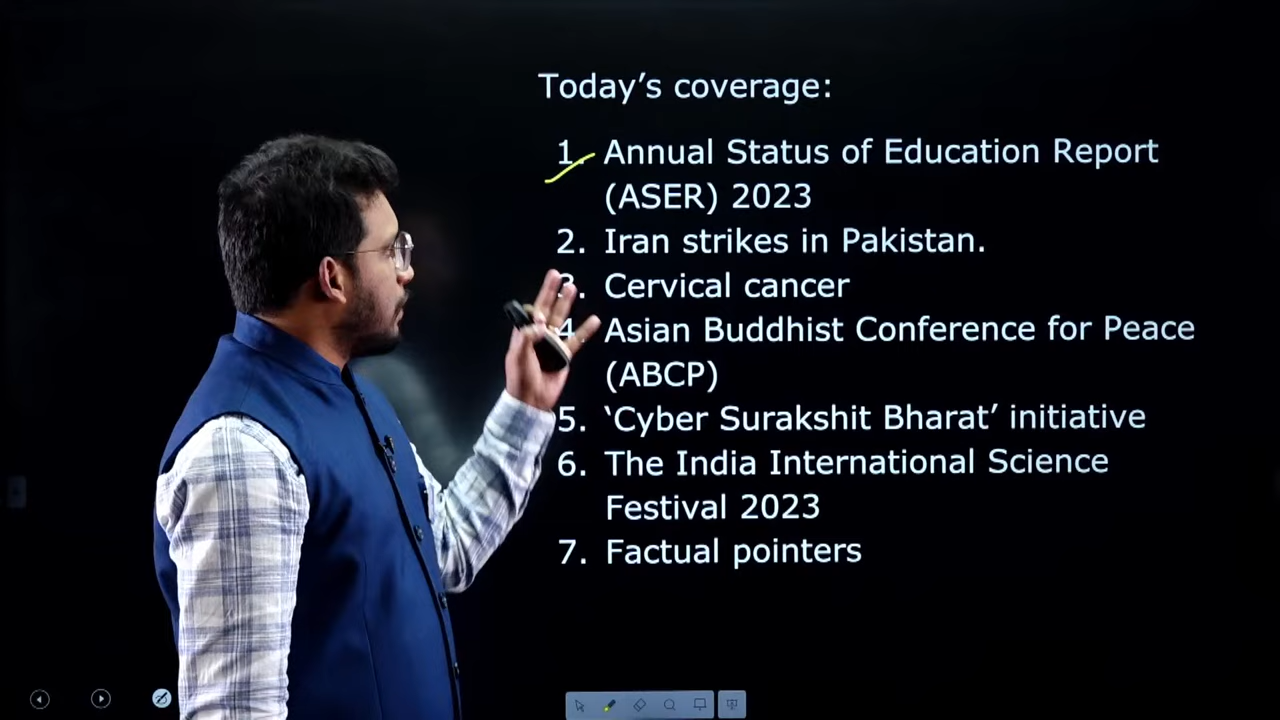 Today’s coverage:
1. Annual Status of Education Report
(ASER) 2023
2. Iran strikes in Pakistan.
3. Cervical cancer
4. Asian Buddhist Conference for Peace
(ABCP)
5. ‘Cyber Surakshit Bharat’ initiative
6. The India International Science
Festival 2023
7. Factual pointers